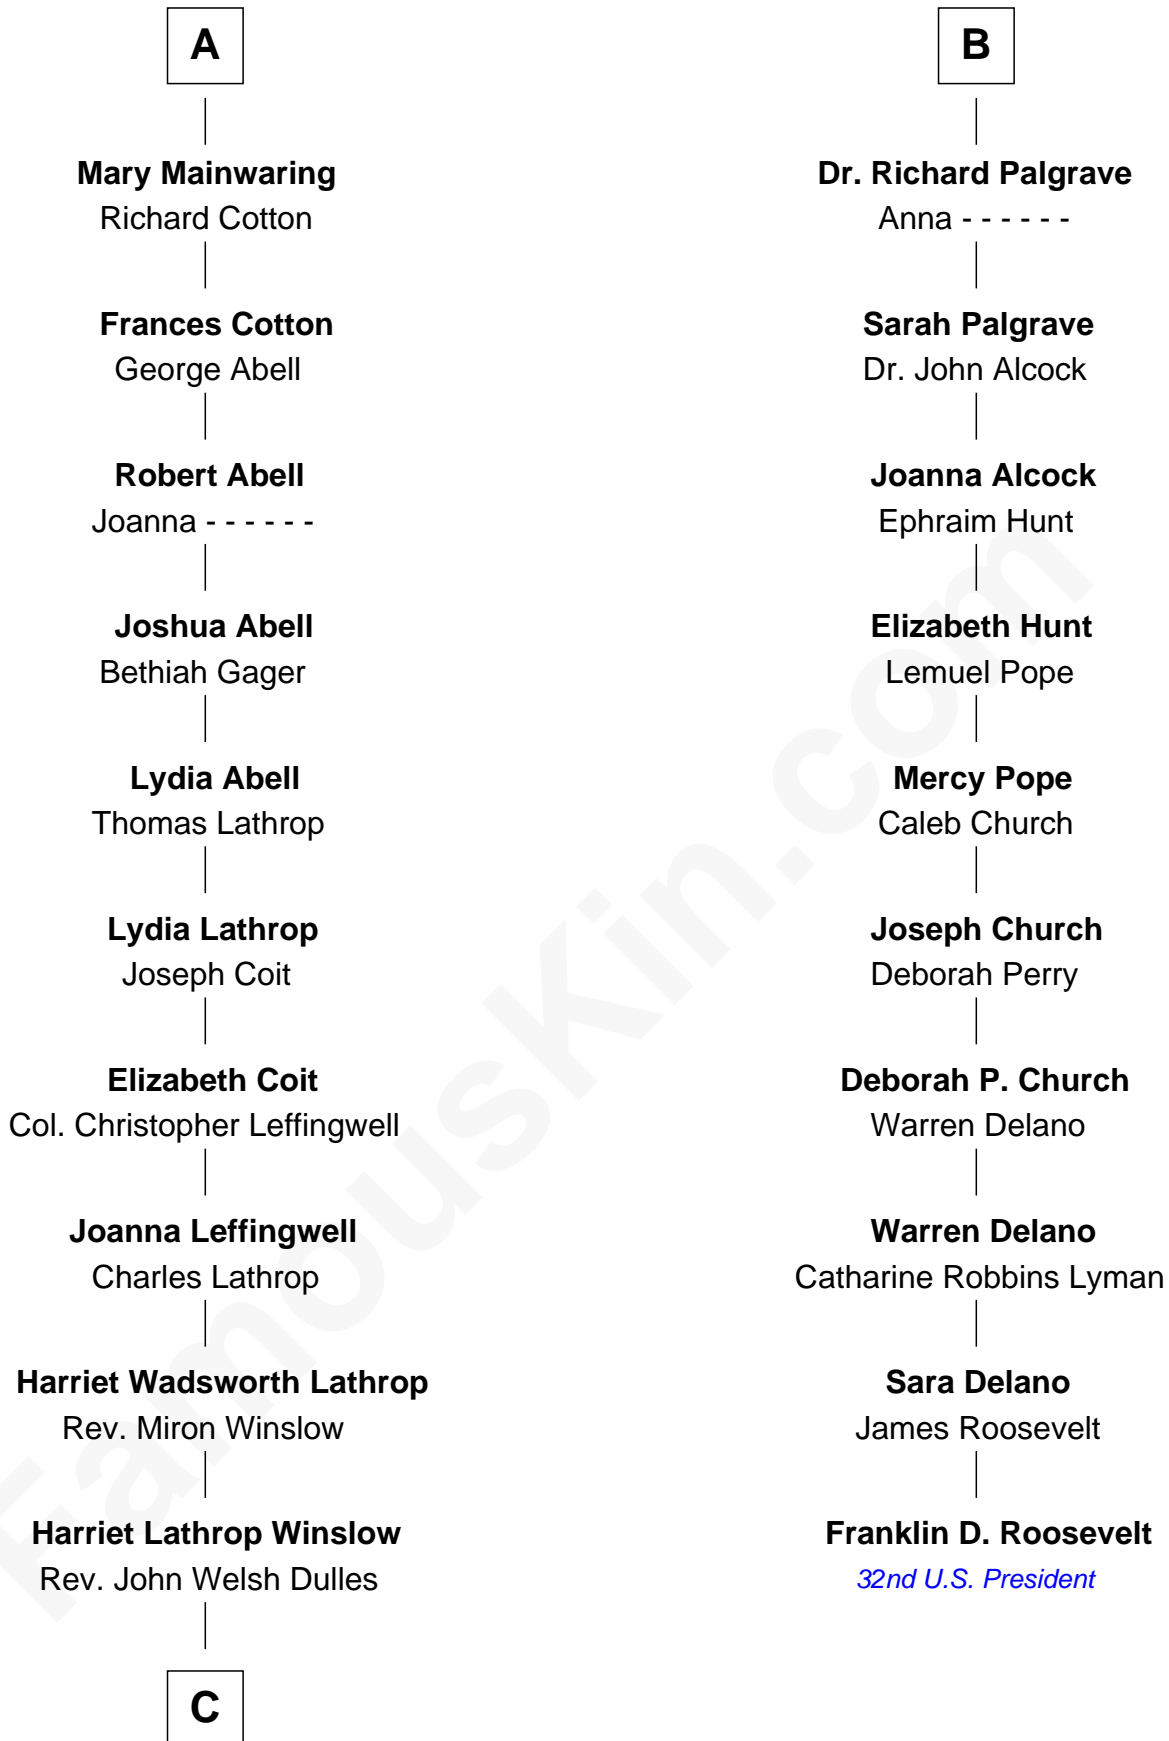 A
Mary Mainwaring
Richard Cotton
Frances Cotton
George Abell
Robert Abell
Joanna - - - - - -
Joshua Abell
Bethiah Gager
Lydia Abell
Thomas Lathrop
Lydia Lathrop
Joseph Coit
Elizabeth Coit
Col. Christopher Leffingwell
Joanna Leffingwell
Charles Lathrop
Harriet Wadsworth Lathrop
Rev. Miron Winslow
Harriet Lathrop Winslow
Rev. John Welsh Dulles
C
B
Dr. Richard Palgrave
Anna - - - - - -
Sarah Palgrave
Dr. John Alcock
Joanna Alcock
Ephraim Hunt
Elizabeth Hunt
Lemuel Pope
Mercy Pope
Caleb Church
Joseph Church
Deborah Perry
Deborah P. Church
Warren Delano
Warren Delano
Catharine Robbins Lyman
Sara Delano
James Roosevelt
Franklin D. Roosevelt
32nd U.S. President
FamousKin.com